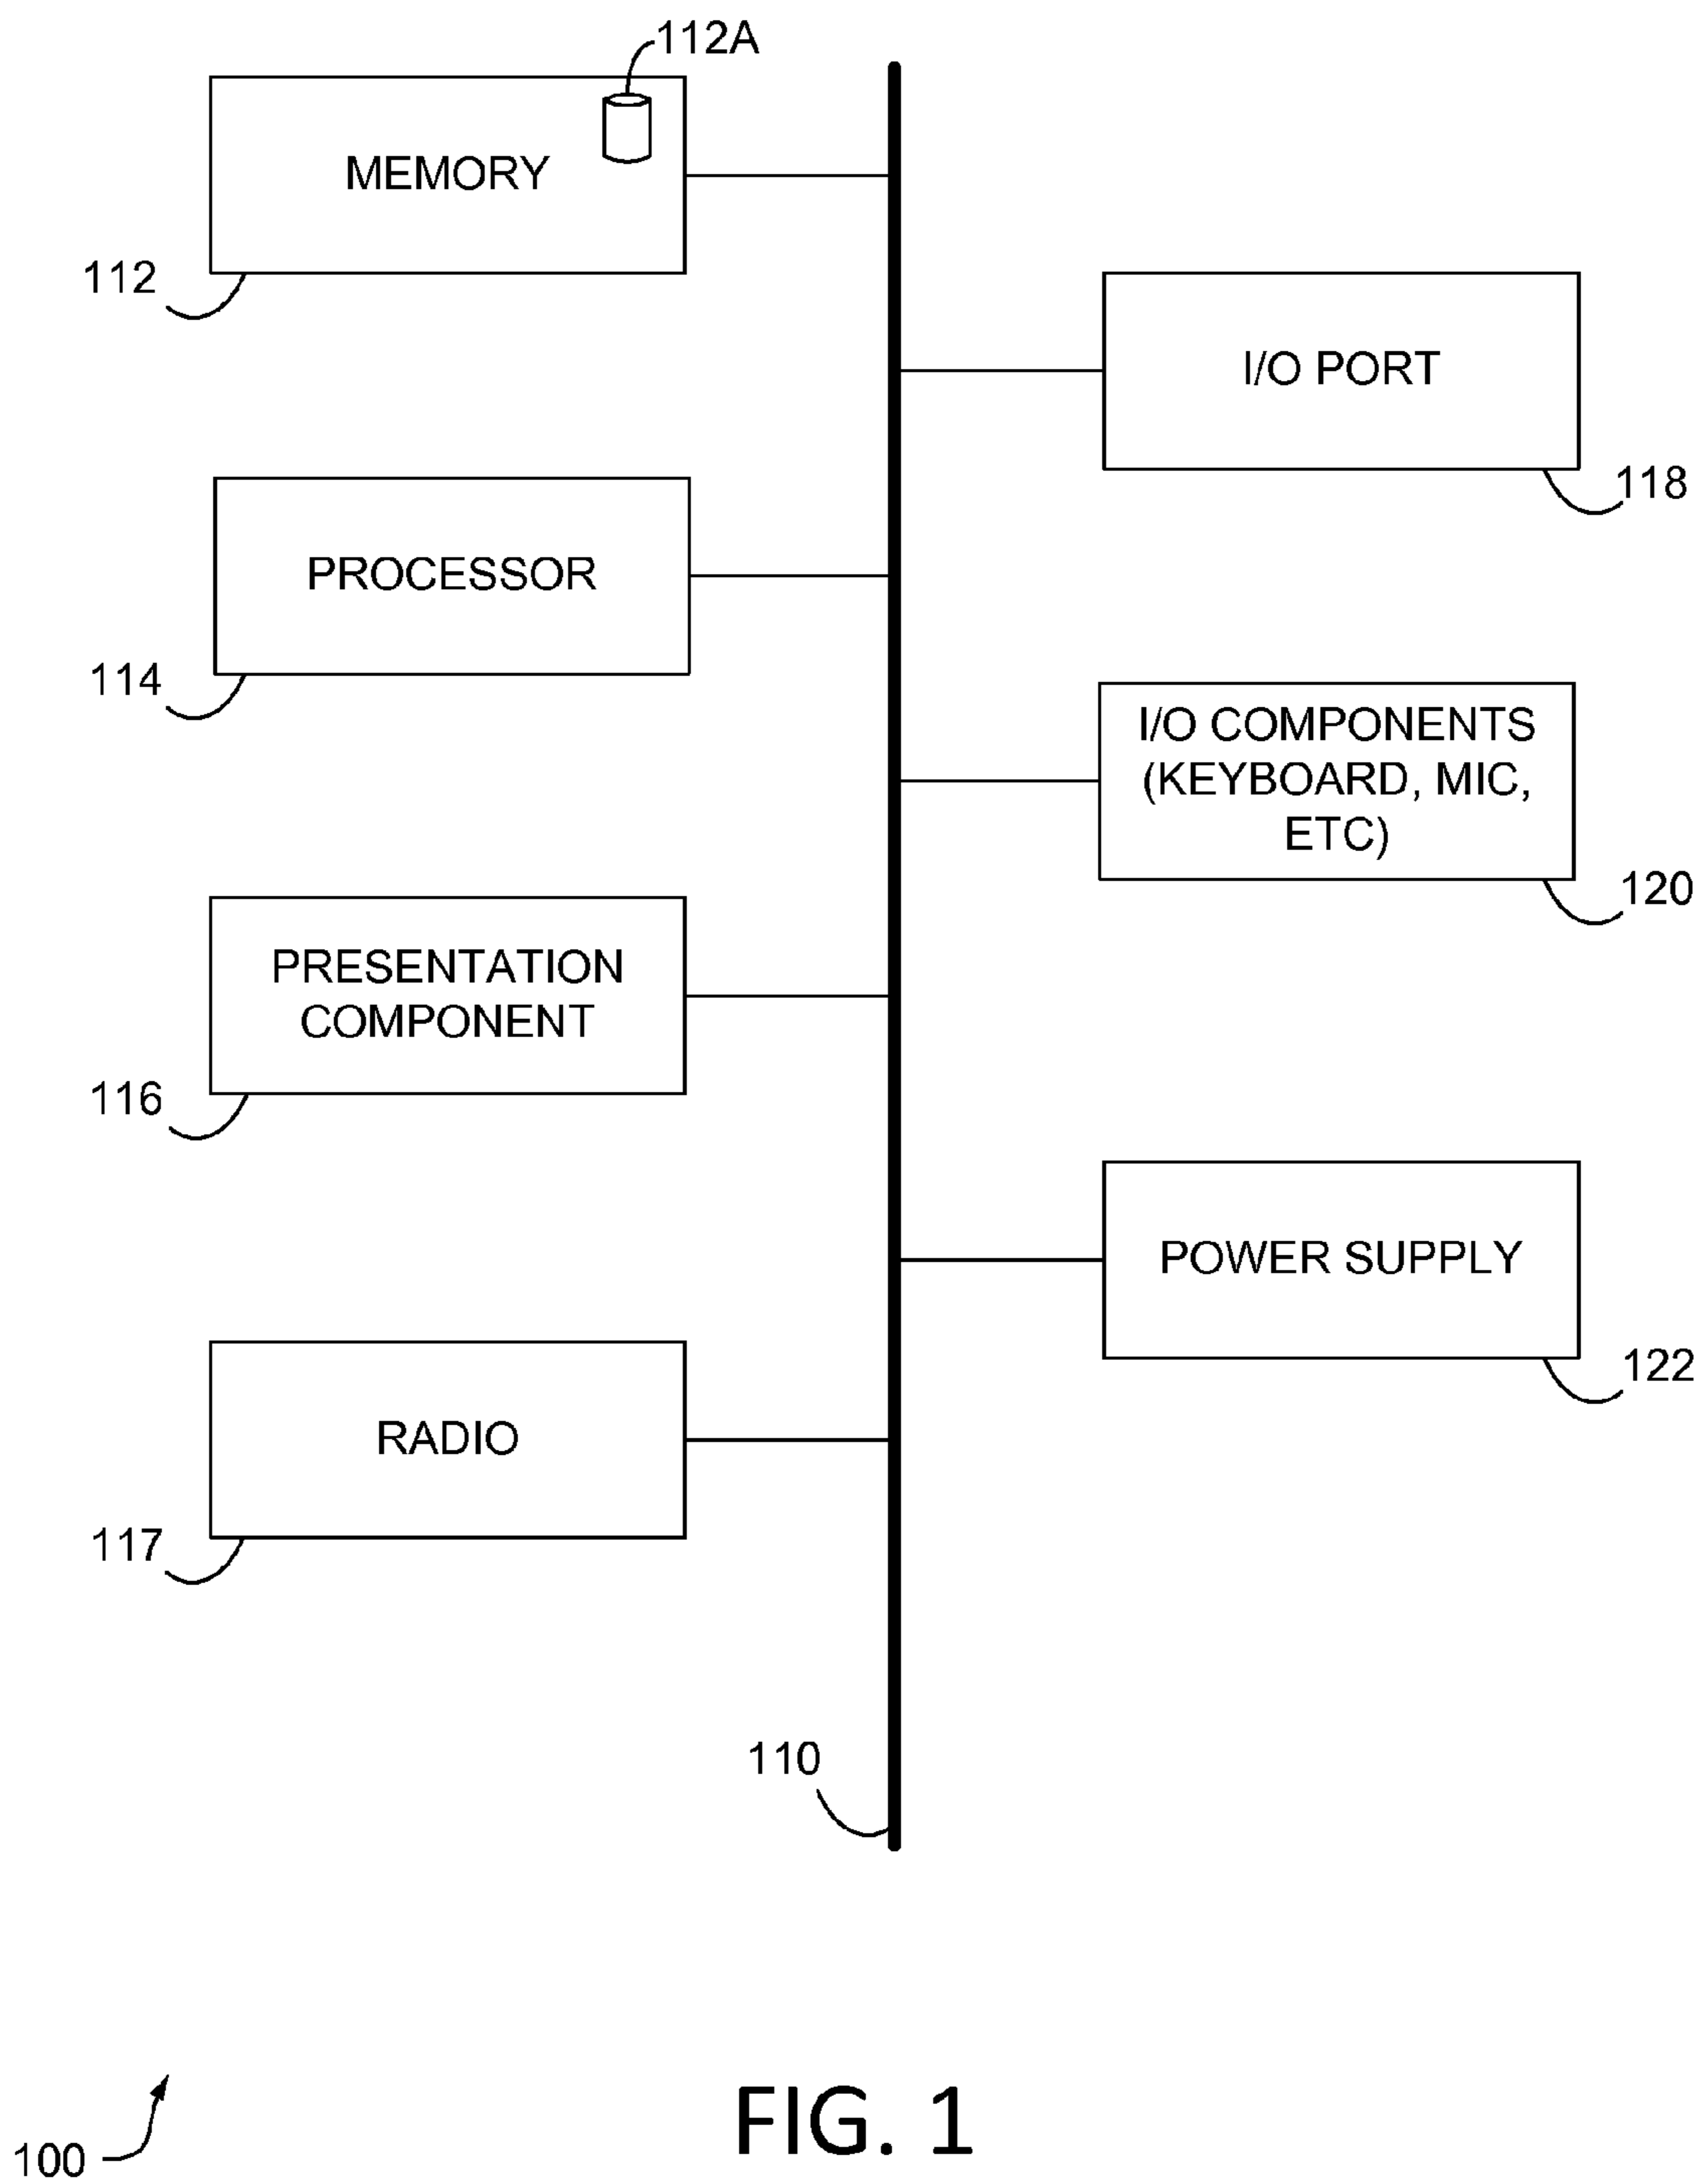 112A
MEMORY
112
I/O PORT
118
PROCESSOR
114
I/O COMPONENTS
(KEYBOARD, MIC,
ETC)
120
PRESENTATION
COMPONENT
116
POWER SUPPLY
122
RADIO
117
110
100
FIG. 1